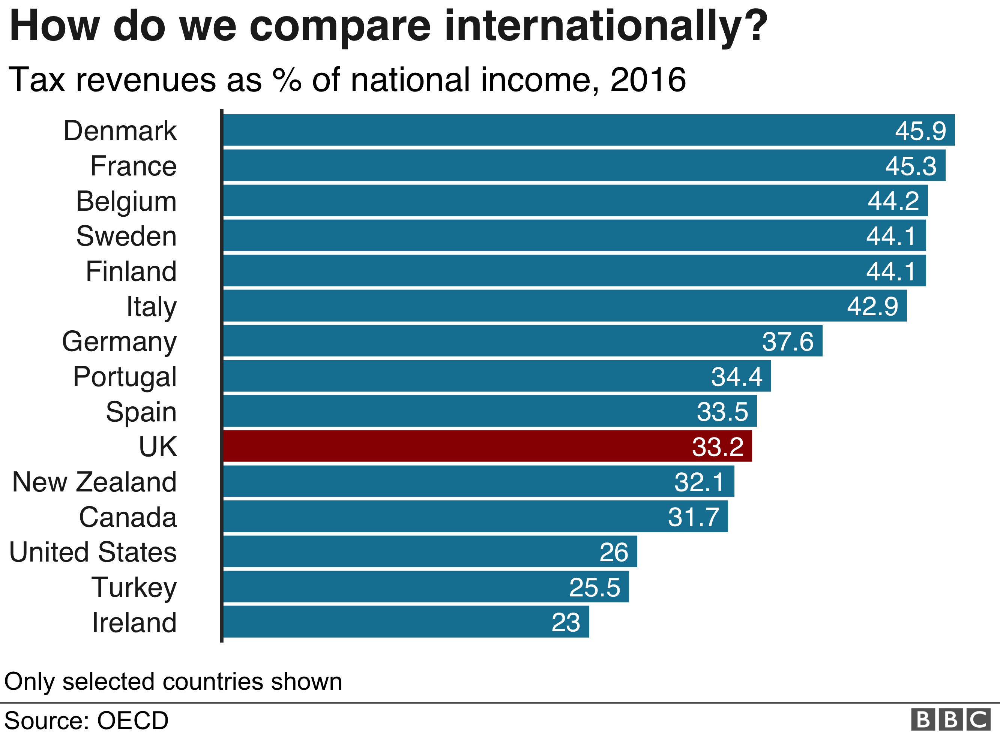 How do we compare internationally?
Tax revenues as % of national income, 2016
Denmark 45.9
France 45.3
Belgium 44.2
Sweden 44.1
Finland 44.1
Italy 42.9
Germany 37.6
Portugal 34.4
Spain 33.5
UK 33.2
New Zealand 32.1
Canada 31.7
United States 26
Turkey 25.5
Ireland 23
Only selected countries shown
Source: OECD BBC